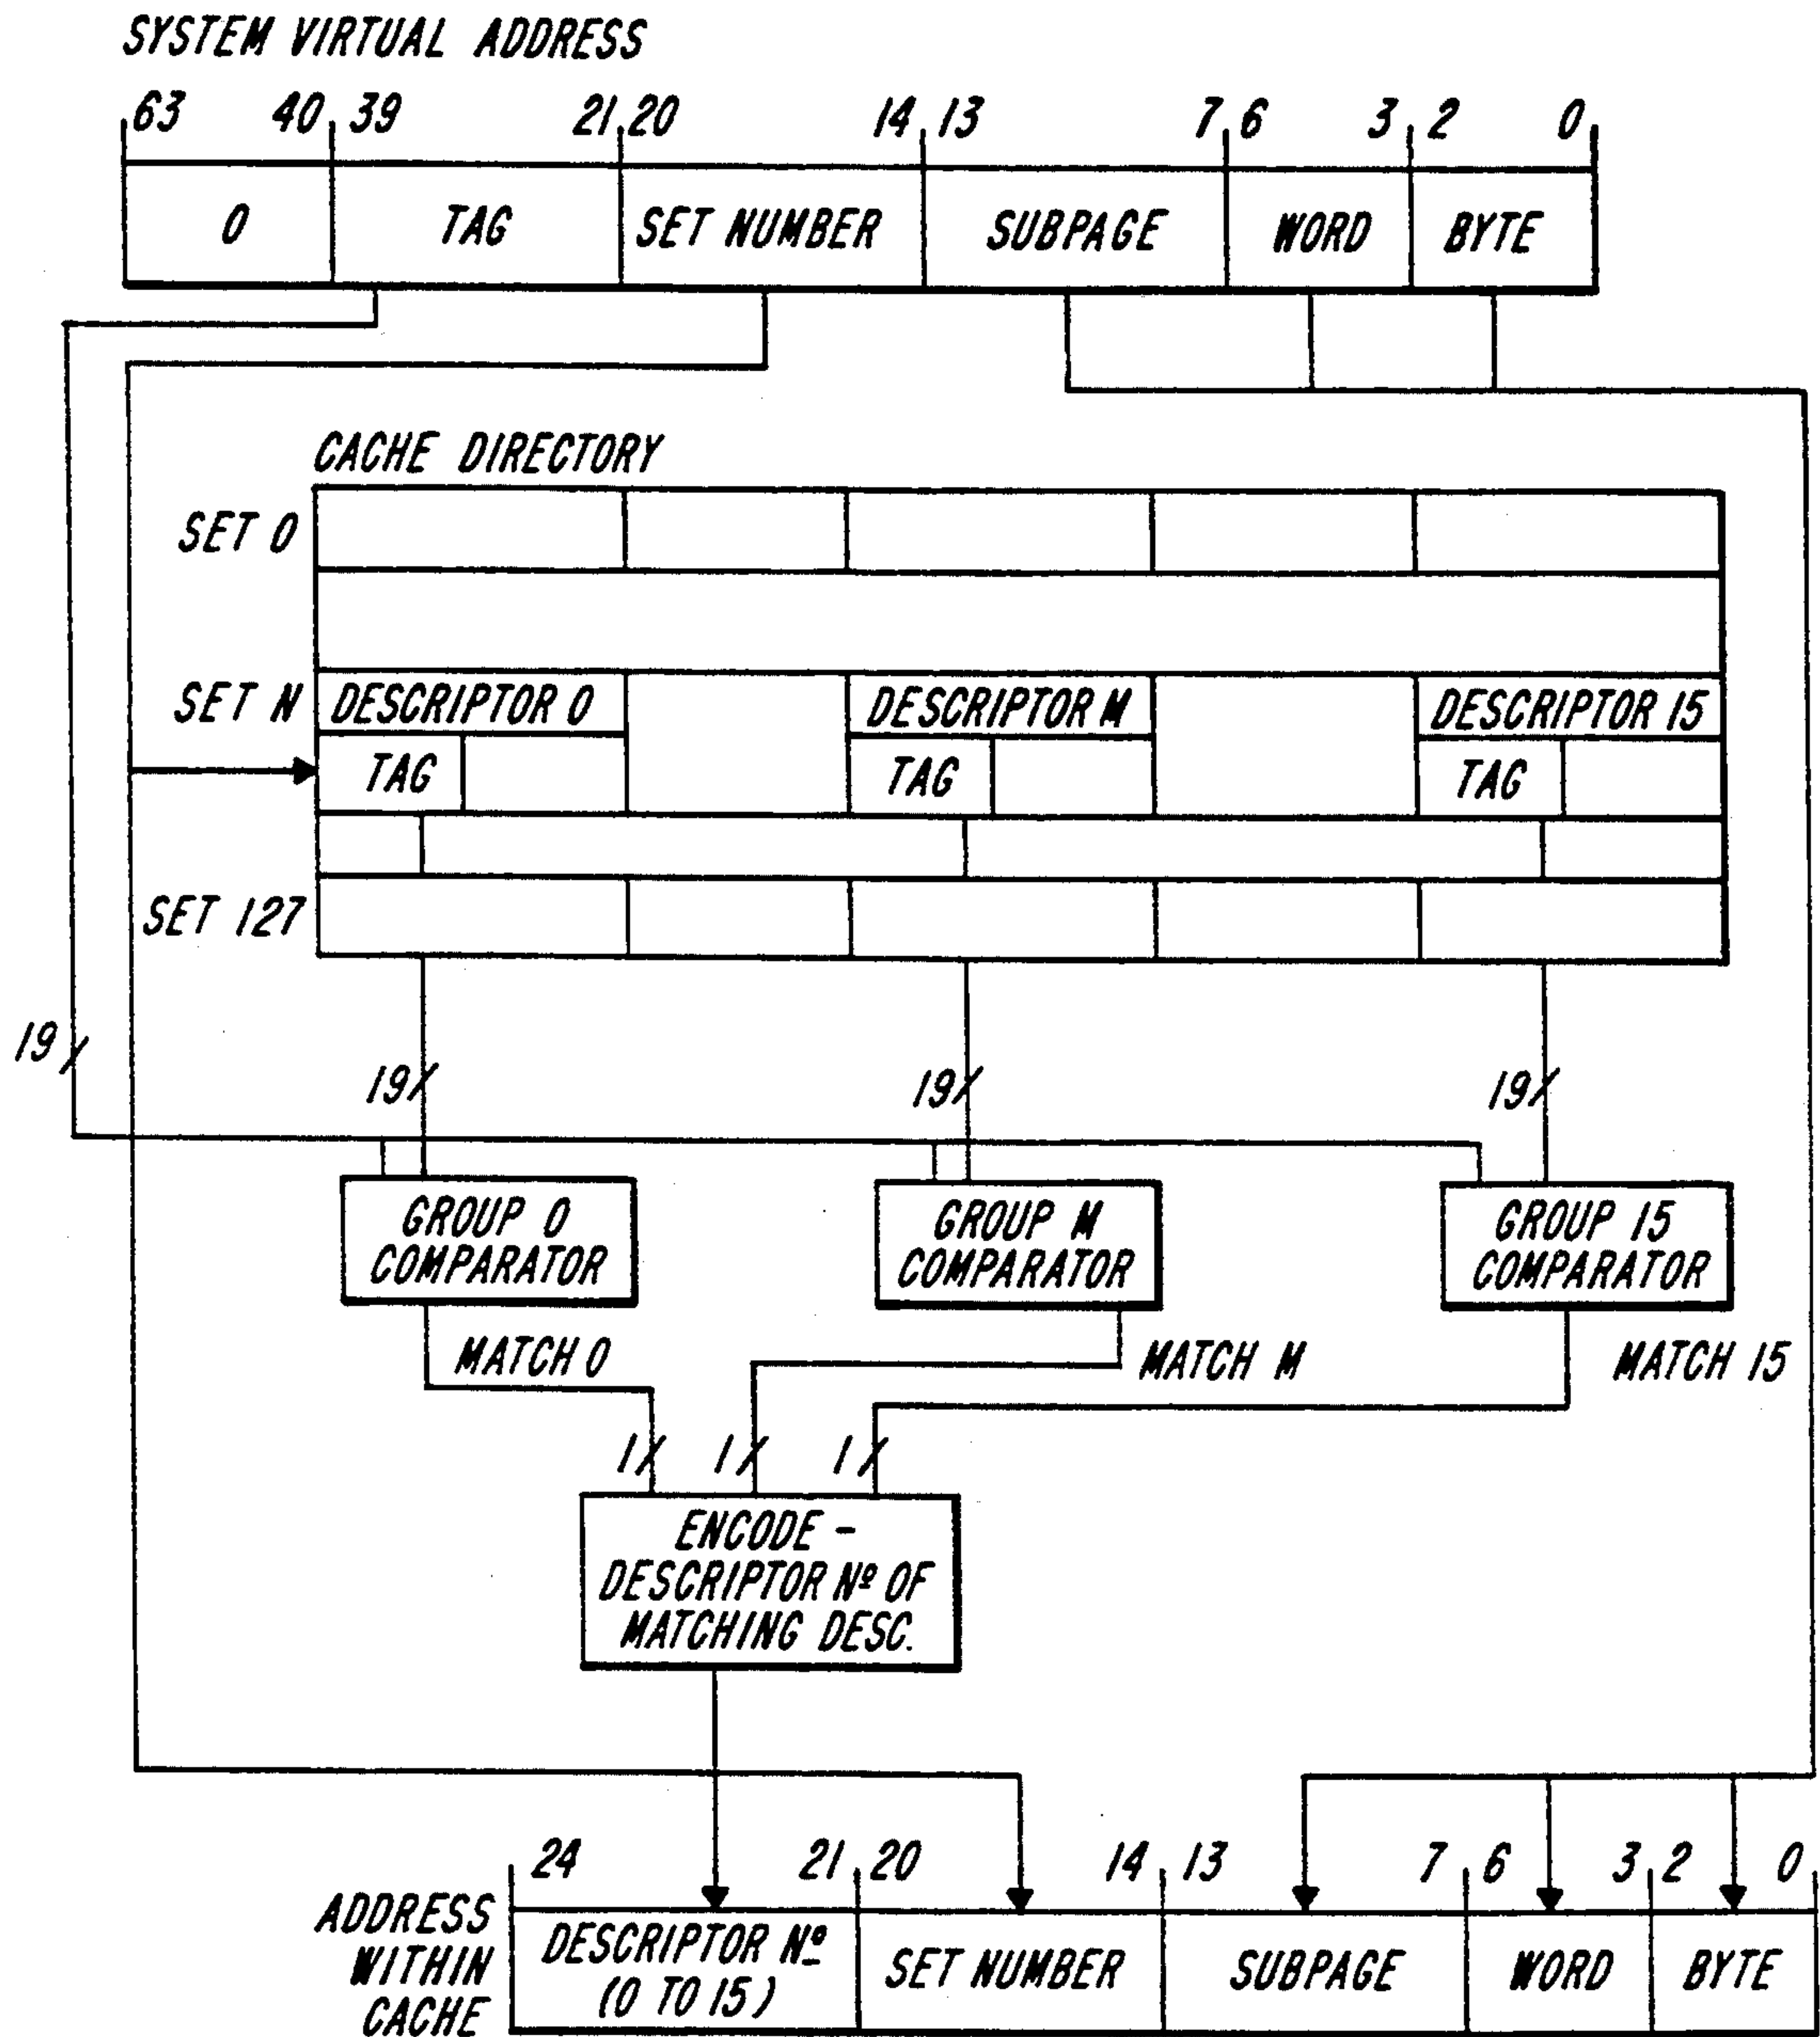 SYSTEM VIRTUAL ADDRESS
63 40 39 21 20 14 13 7 6 3 2 0
0 TAG SET NUMBER SUBPAGE WORD BYTE
CACHE DIRECTORY
SET 0
SET N DESCRIPTOR 0 DESCRIPTOR M DESCRIPTOR 15
TAG TAG TAG
SET 127
19
19 19 19
GROUP 0 COMPARATOR
GROUP M COMPARATOR
GROUP 15 COMPARATOR
MATCH 0 MATCH M MATCH 15
1 1 1
ENCODE -
DESCRIPTOR Nº OF
MATCHING DESC.
24 21 20 14 13 7 6 3 2 0
ADDRESS
WITHIN
CACHE
DESCRIPTOR Nº
(0 TO 15)
SET NUMBER SUBPAGE WORD BYTE